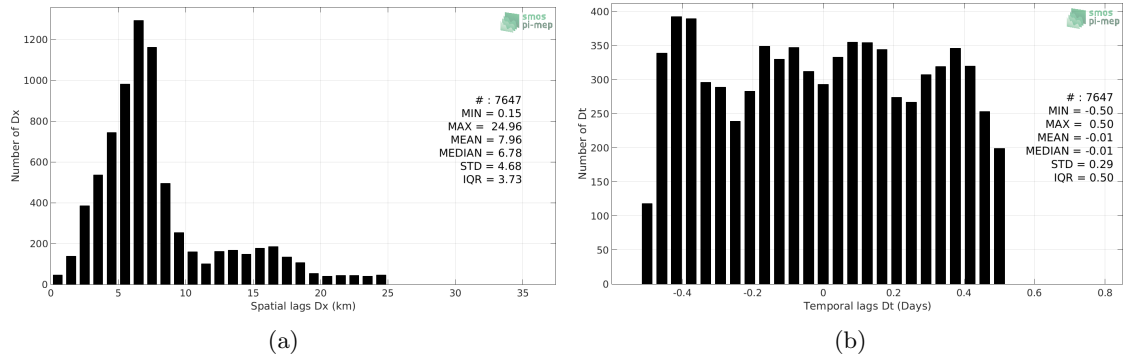 smos
pi-mep
1200
1000
800
600
400
200
0
Number of Dx
# : 7647
MIN = 0.15
MAX = 24.96
MEAN = 7.96
MEDIAN = 6.78
STD = 4.68
IQR = 3.73
0 5 10 15 20 25 30 35
Spatial lags Dx (km)
(a)
smos
pi-mep
400
350
300
250
200
150
100
50
0
Number of Dt
# : 7647
MIN = -0.50
MAX = 0.50
MEAN = -0.01
MEDIAN = -0.01
STD = 0.29
IQR = 0.50
-0.4 -0.2 0 0.2 0.4 0.6 0.8
Temporal lags Dt (Days)
(b)